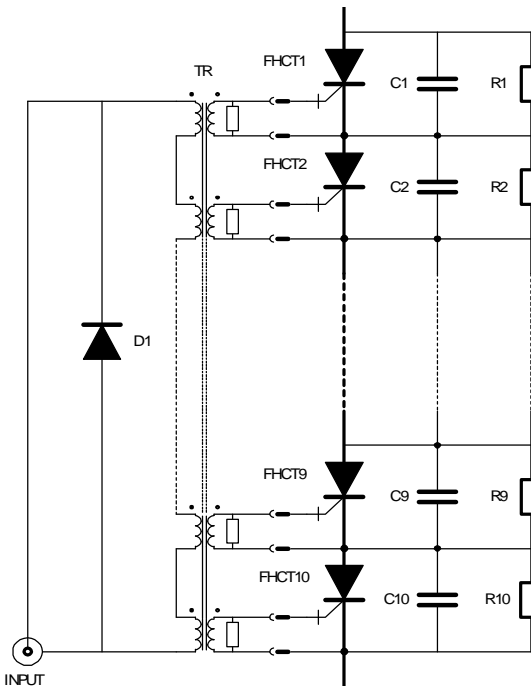 FHCT1
TR
C1
R1
FHCT2
C2
R2
D1
FHCT9
C9
R9
FHCT10
C10
R10
INPUT